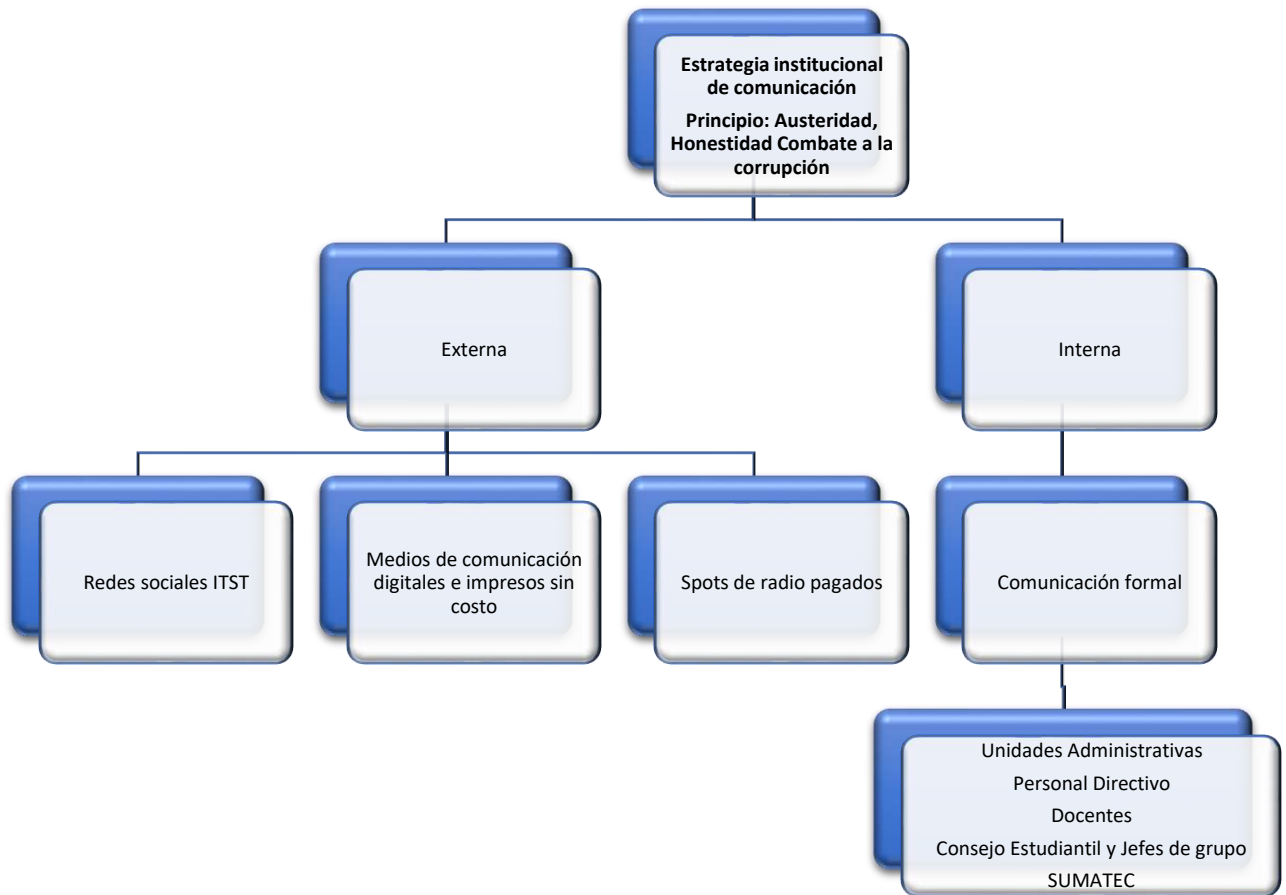 Estrategia institucional
de comunicación
Principio: Austeridad,
Honestidad Combate a la
corrupción
Externa
Interna
Redes sociales ITST
Medios de comunicación
digitales e impresos sin
costo
Spots de radio pagados
Comunicación formal
Unidades Administrativas
Personal Directivo
Docentes
Consejo Estudiantil y Jefes de grupo
SUMATEC